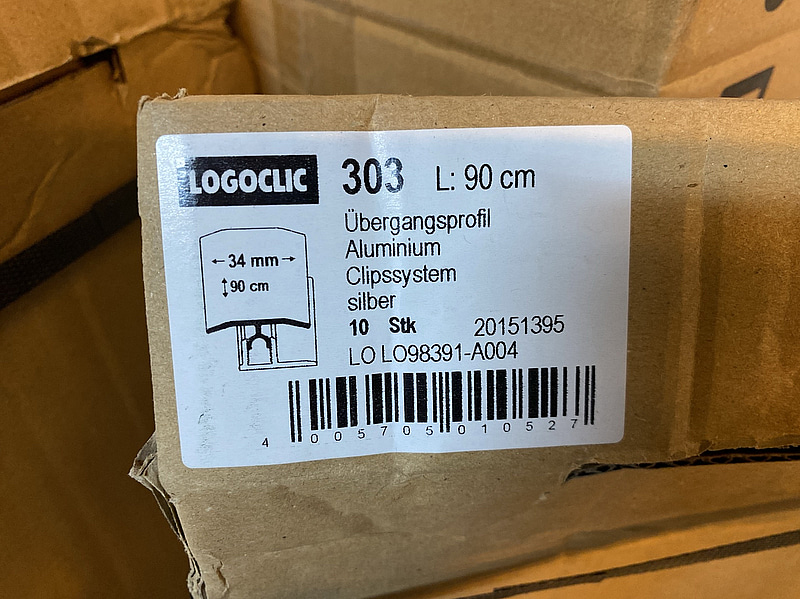 LOGOCLIC 303 L: 90 cm
Übergangsprofil
Aluminium
Clipssystem
silber
34 mm
90 cm
10 Stk 20151395
LO LO98391-A004
4 005705 010527